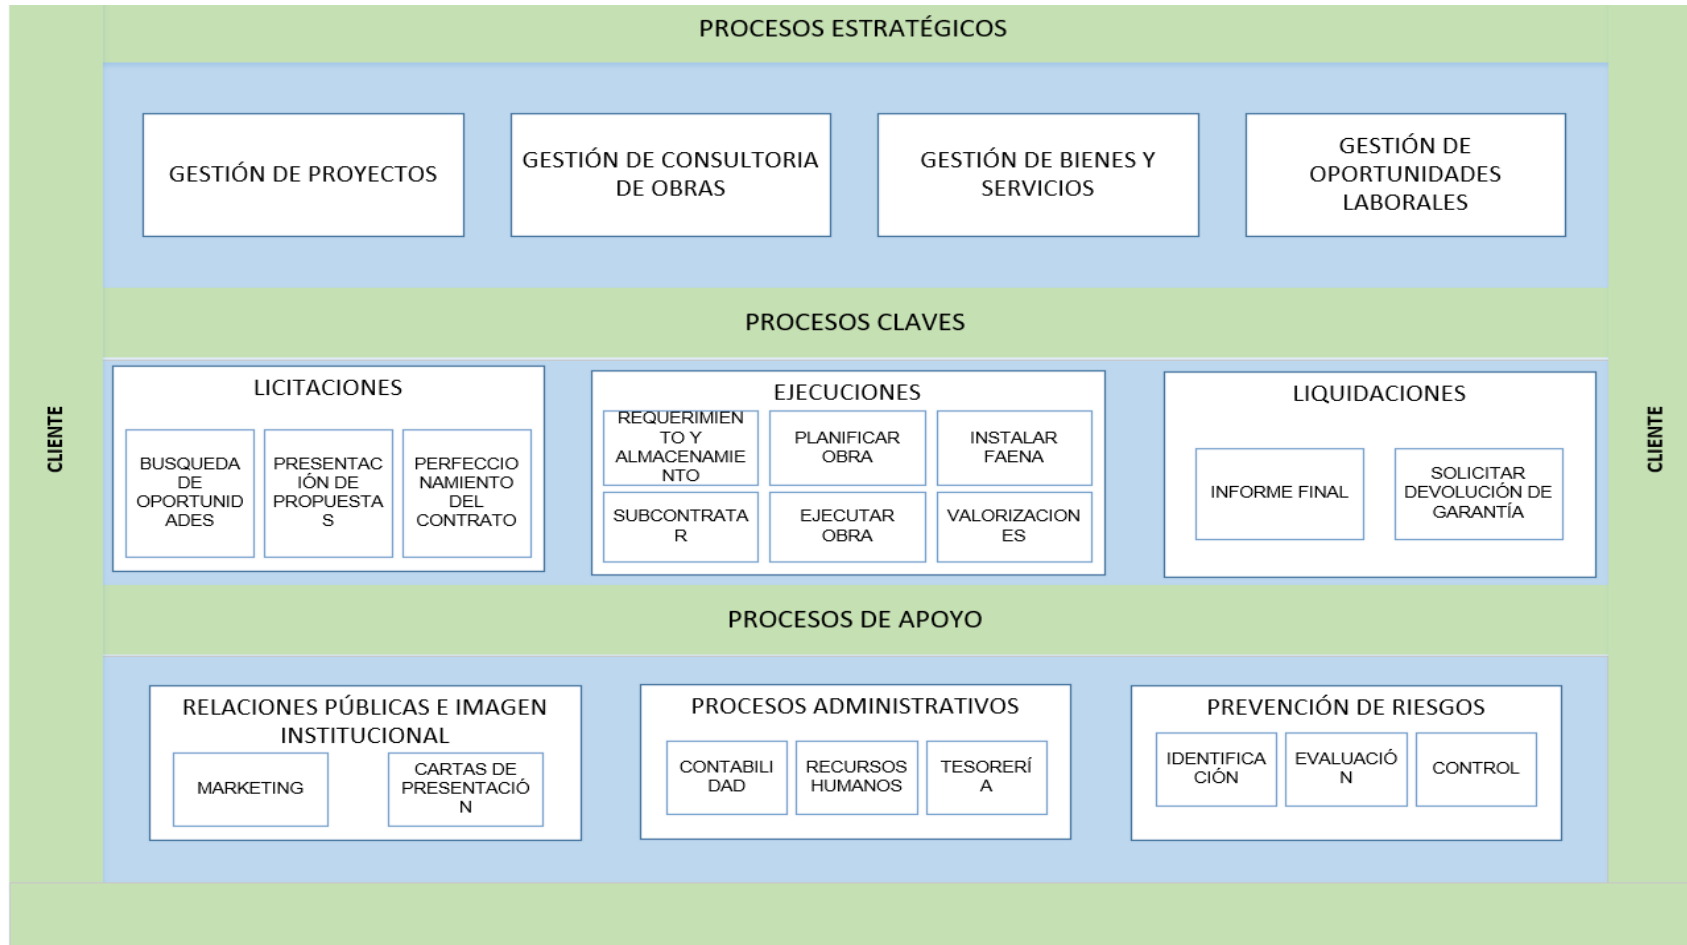 PROCESOS ESTRATÉGICOS
GESTIÓN DE PROYECTOS
GESTIÓN DE CONSULTORIA
DE OBRAS
GESTIÓN DE BIENES Y
SERVICIOS
GESTIÓN DE
OPORTUNIDADES
LABORALES
PROCESOS CLAVES
CLIENTE
LICITACIONES
BUSQUEDA
DE
OPORTUNID
ADES
PRESENTAC
IÓN DE
PROPUESTA
S
PERFECCIO
NAMIENTO
DEL
CONTRATO
EJECUCIONES
REQUERIMIEN
TO Y
ALMACENAMIE
NTO
PLANIFICAR
OBRA
INSTALAR
FAENA
SUBCONTRATA
R
EJECUTAR
OBRA
VALORIZACION
ES
LIQUIDACIONES
INFORME FINAL
SOLICITAR
DEVOLUCIÓN DE
GARANTÍA
CLIENTE
PROCESOS DE APOYO
RELACIONES PÚBLICAS E IMAGEN
INSTITUCIONAL
MARKETING
CARTAS DE
PRESENTACIÓ
N
PROCESOS ADMINISTRATIVOS
CONTABILI
DAD
RECURSOS
HUMANOS
TESORERÍ
A
PREVENCIÓN DE RIESGOS
IDENTIFICA
CIÓN
EVALUACIÓ
N
CONTROL